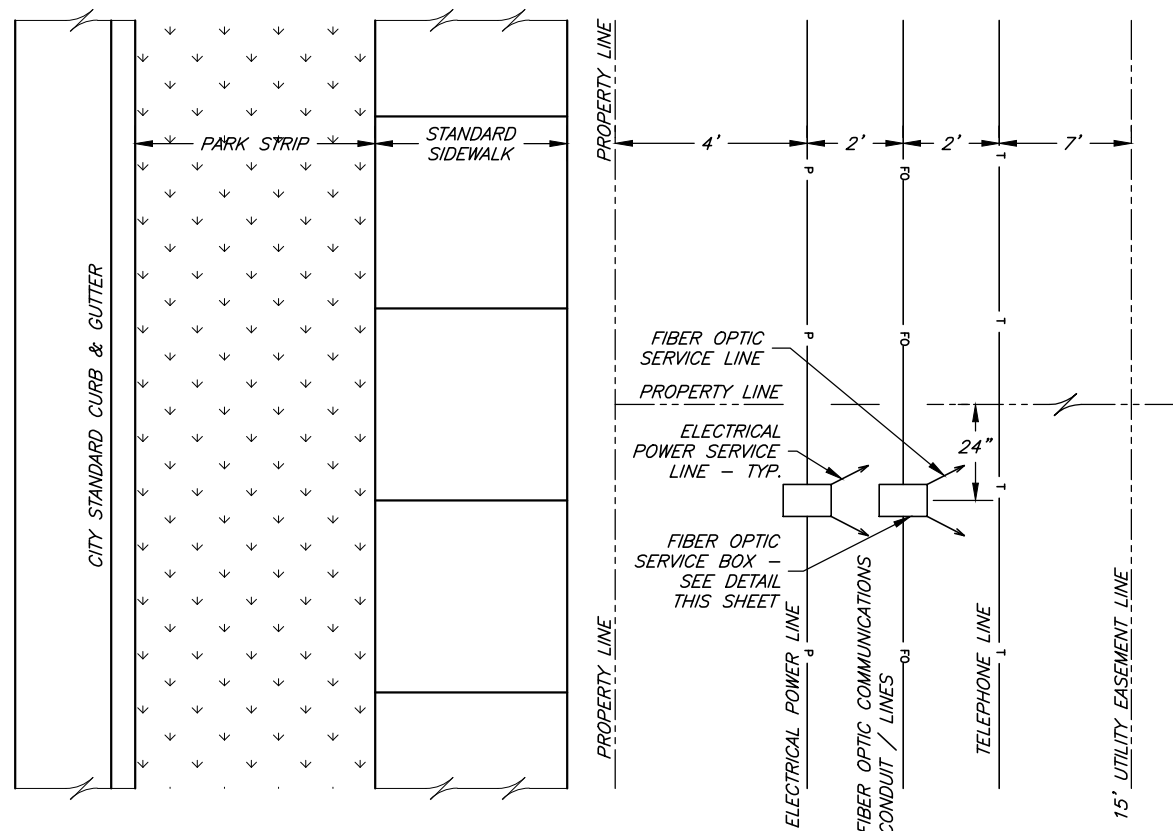 PROPERTY LINE
PARK STRIP
STANDARD
SIDEWALK
4'
2'
2'
7'
P
FO
T
CITY STANDARD CURB & GUTTER
P
FO
T
FIBER OPTIC
SERVICE LINE
PROPERTY LINE
ELECTRICAL
POWER SERVICE
LINE – TYP.
24"
T
FIBER OPTIC
SERVICE BOX –
SEE DETAIL
THIS SHEET
P
FO
T
PROPERTY LINE
ELECTRICAL POWER LINE
FIBER OPTIC COMMUNICATIONS
CONDUIT / LINES
TELEPHONE LINE
15' UTILITY EASEMENT LINE